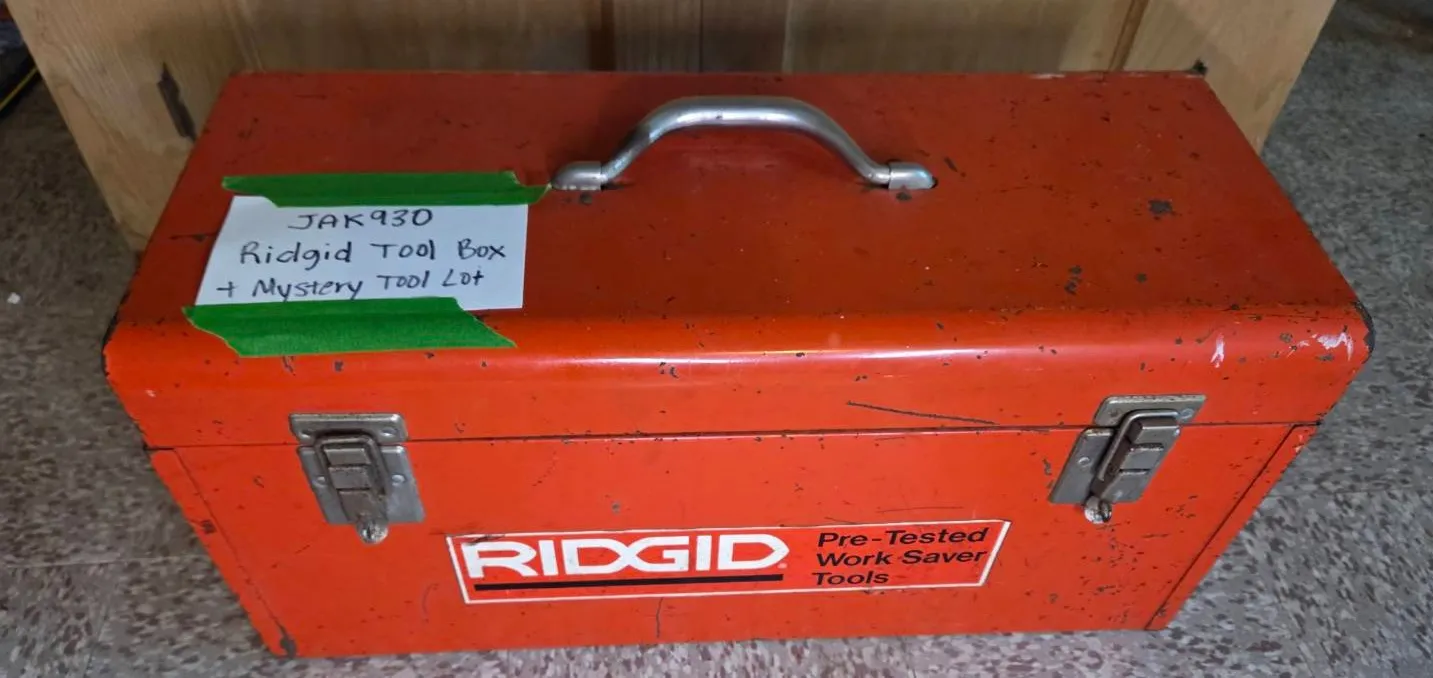 JAK930
Ridgid Tool Box
+ Mystery Tool Lot
RIDGID
Pre-Tested
Work Saver
Tools